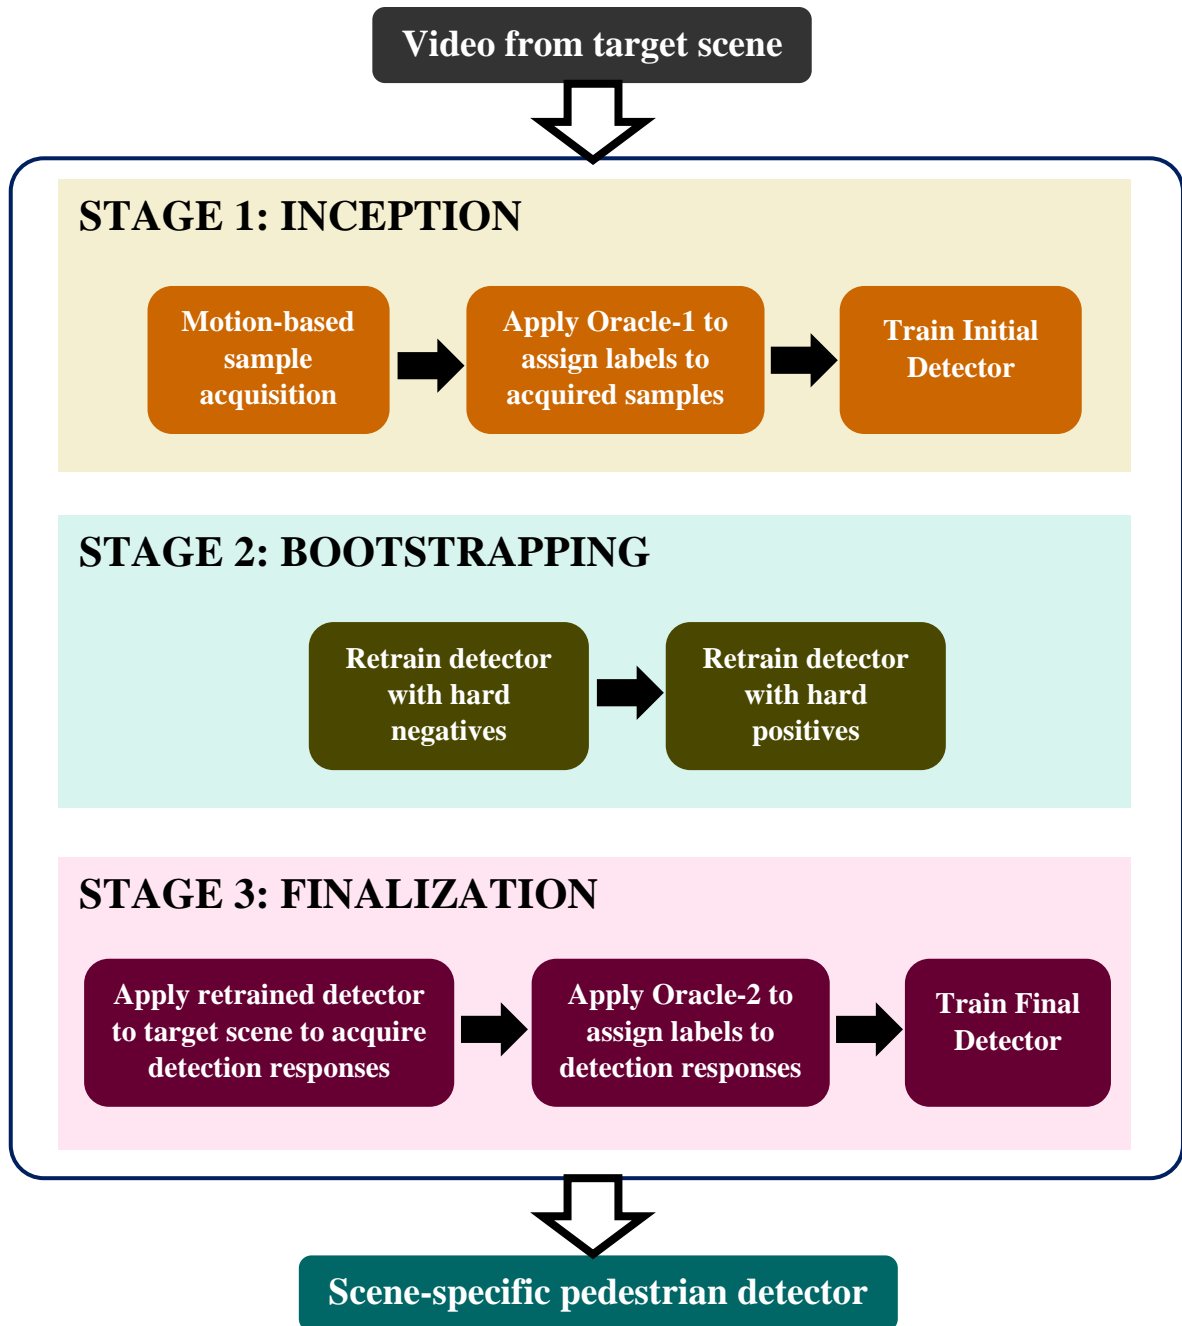 Video from target scene
STAGE 1: INCEPTION
Motion-based
sample
acquisition
Apply Oracle-1 to
assign labels to
acquired samples
Train Initial
Detector
STAGE 2: BOOTSTRAPPING
Retrain detector
with hard
negatives
Retrain detector
with hard
positives
STAGE 3: FINALIZATION
Apply retrained detector
to target scene to acquire
detection responses
Apply Oracle-2 to
assign labels to
detection responses
Train Final
Detector
Scene-specific pedestrian detector